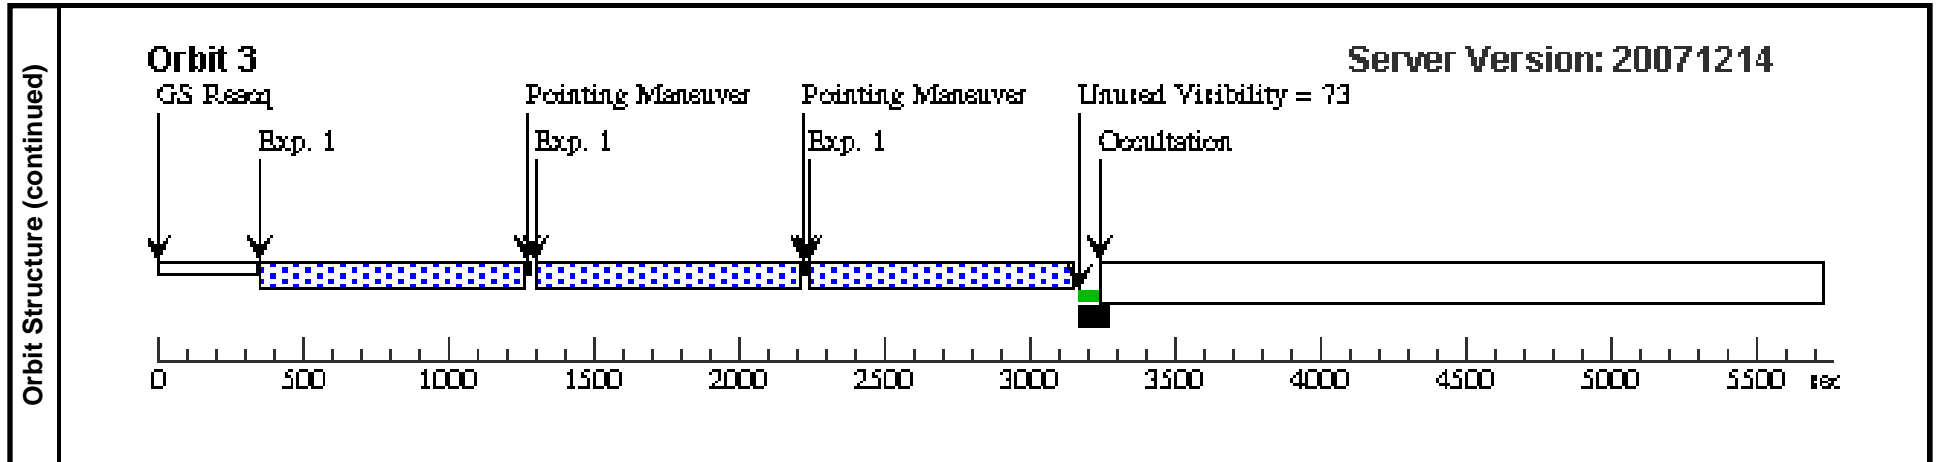 Orbit Structure (continued)
Orbit 3
Server Version: 20071214
GS Reacq
Pointing Maneuver
Pointing Maneuver
Unused Visibility = 73
Exp. 1
Exp. 1
Exp. 1
Occultation
0 500 1000 1500 2000 2500 3000 3500 4000 4500 5000 5500 sec